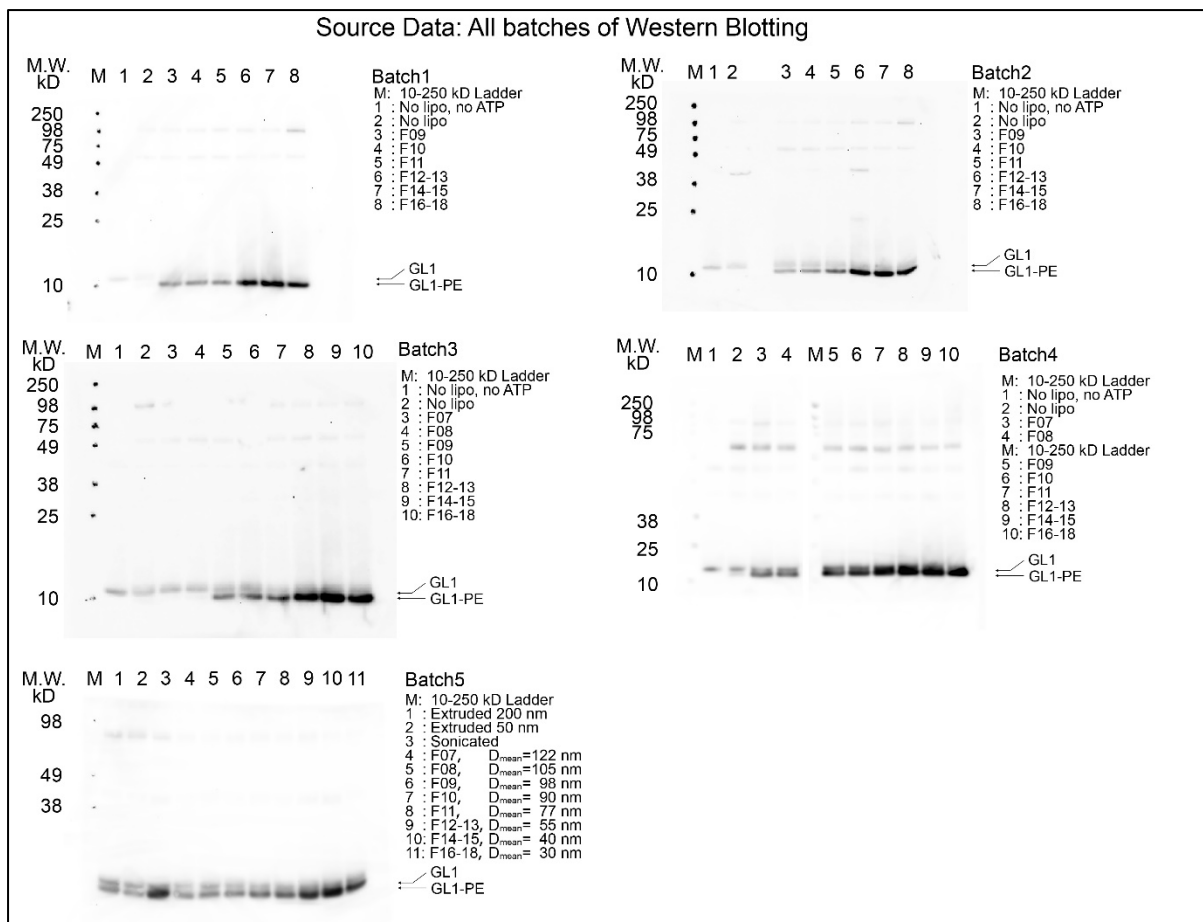 Source Data: All batches of Western Blotting
M.W.
kD
M 1 2 3 4 5 6 7 8
250
98
75
49
38
25
10
GL1
GL1-PE
Batch1
M: 10-250 kD Ladder
1 : No lipo, no ATP
2 : No lipo
3 : F09
4 : F10
5 : F11
6 : F12-13
7 : F14-15
8 : F16-18
M.W.
kD
M 1 2 3 4 5 6 7 8
250
98
75
49
38
25
10
GL1
GL1-PE
Batch2
M: 10-250 kD Ladder
1 : No lipo, no ATP
2 : No lipo
3 : F09
4 : F10
5 : F11
6 : F12-13
7 : F14-15
8 : F16-18
M.W.
kD
M 1 2 3 4 5 6 7 8 9 10
250
98
75
49
38
25
10
GL1
GL1-PE
Batch3
M: 10-250 kD Ladder
1 : No lipo, no ATP
2 : No lipo
3 : F07
4 : F08
5 : F09
6 : F10
7 : F11
8 : F12-13
9 : F14-15
10: F16-18
M.W.
kD
M 1 2 3 4 M 5 6 7 8 9 10
250
98
75
38
25
10
GL1
GL1-PE
Batch4
M: 10-250 kD Ladder
1 : No lipo, no ATP
2 : No lipo
3 : F07
4 : F08
M: 10-250 kD Ladder
5 : F09
6 : F10
7 : F11
8 : F12-13
9 : F14-15
10: F16-18
M.W.
kD
M 1 2 3 4 5 6 7 8 9 10 11
98
49
38
GL1
GL1-PE
Batch5
M: 10-250 kD Ladder
1 : Extruded 200 nm
2 : Extruded 50 nm
3 : Sonicated
4 : F07, Dmean=122 nm
5 : F08, Dmean=105 nm
6 : F09, Dmean= 98 nm
7 : F10, Dmean= 90 nm
8 : F11, Dmean= 77 nm
9 : F12-13, Dmean= 55 nm
10: F14-15, Dmean= 40 nm
11: F16-18, Dmean= 30 nm